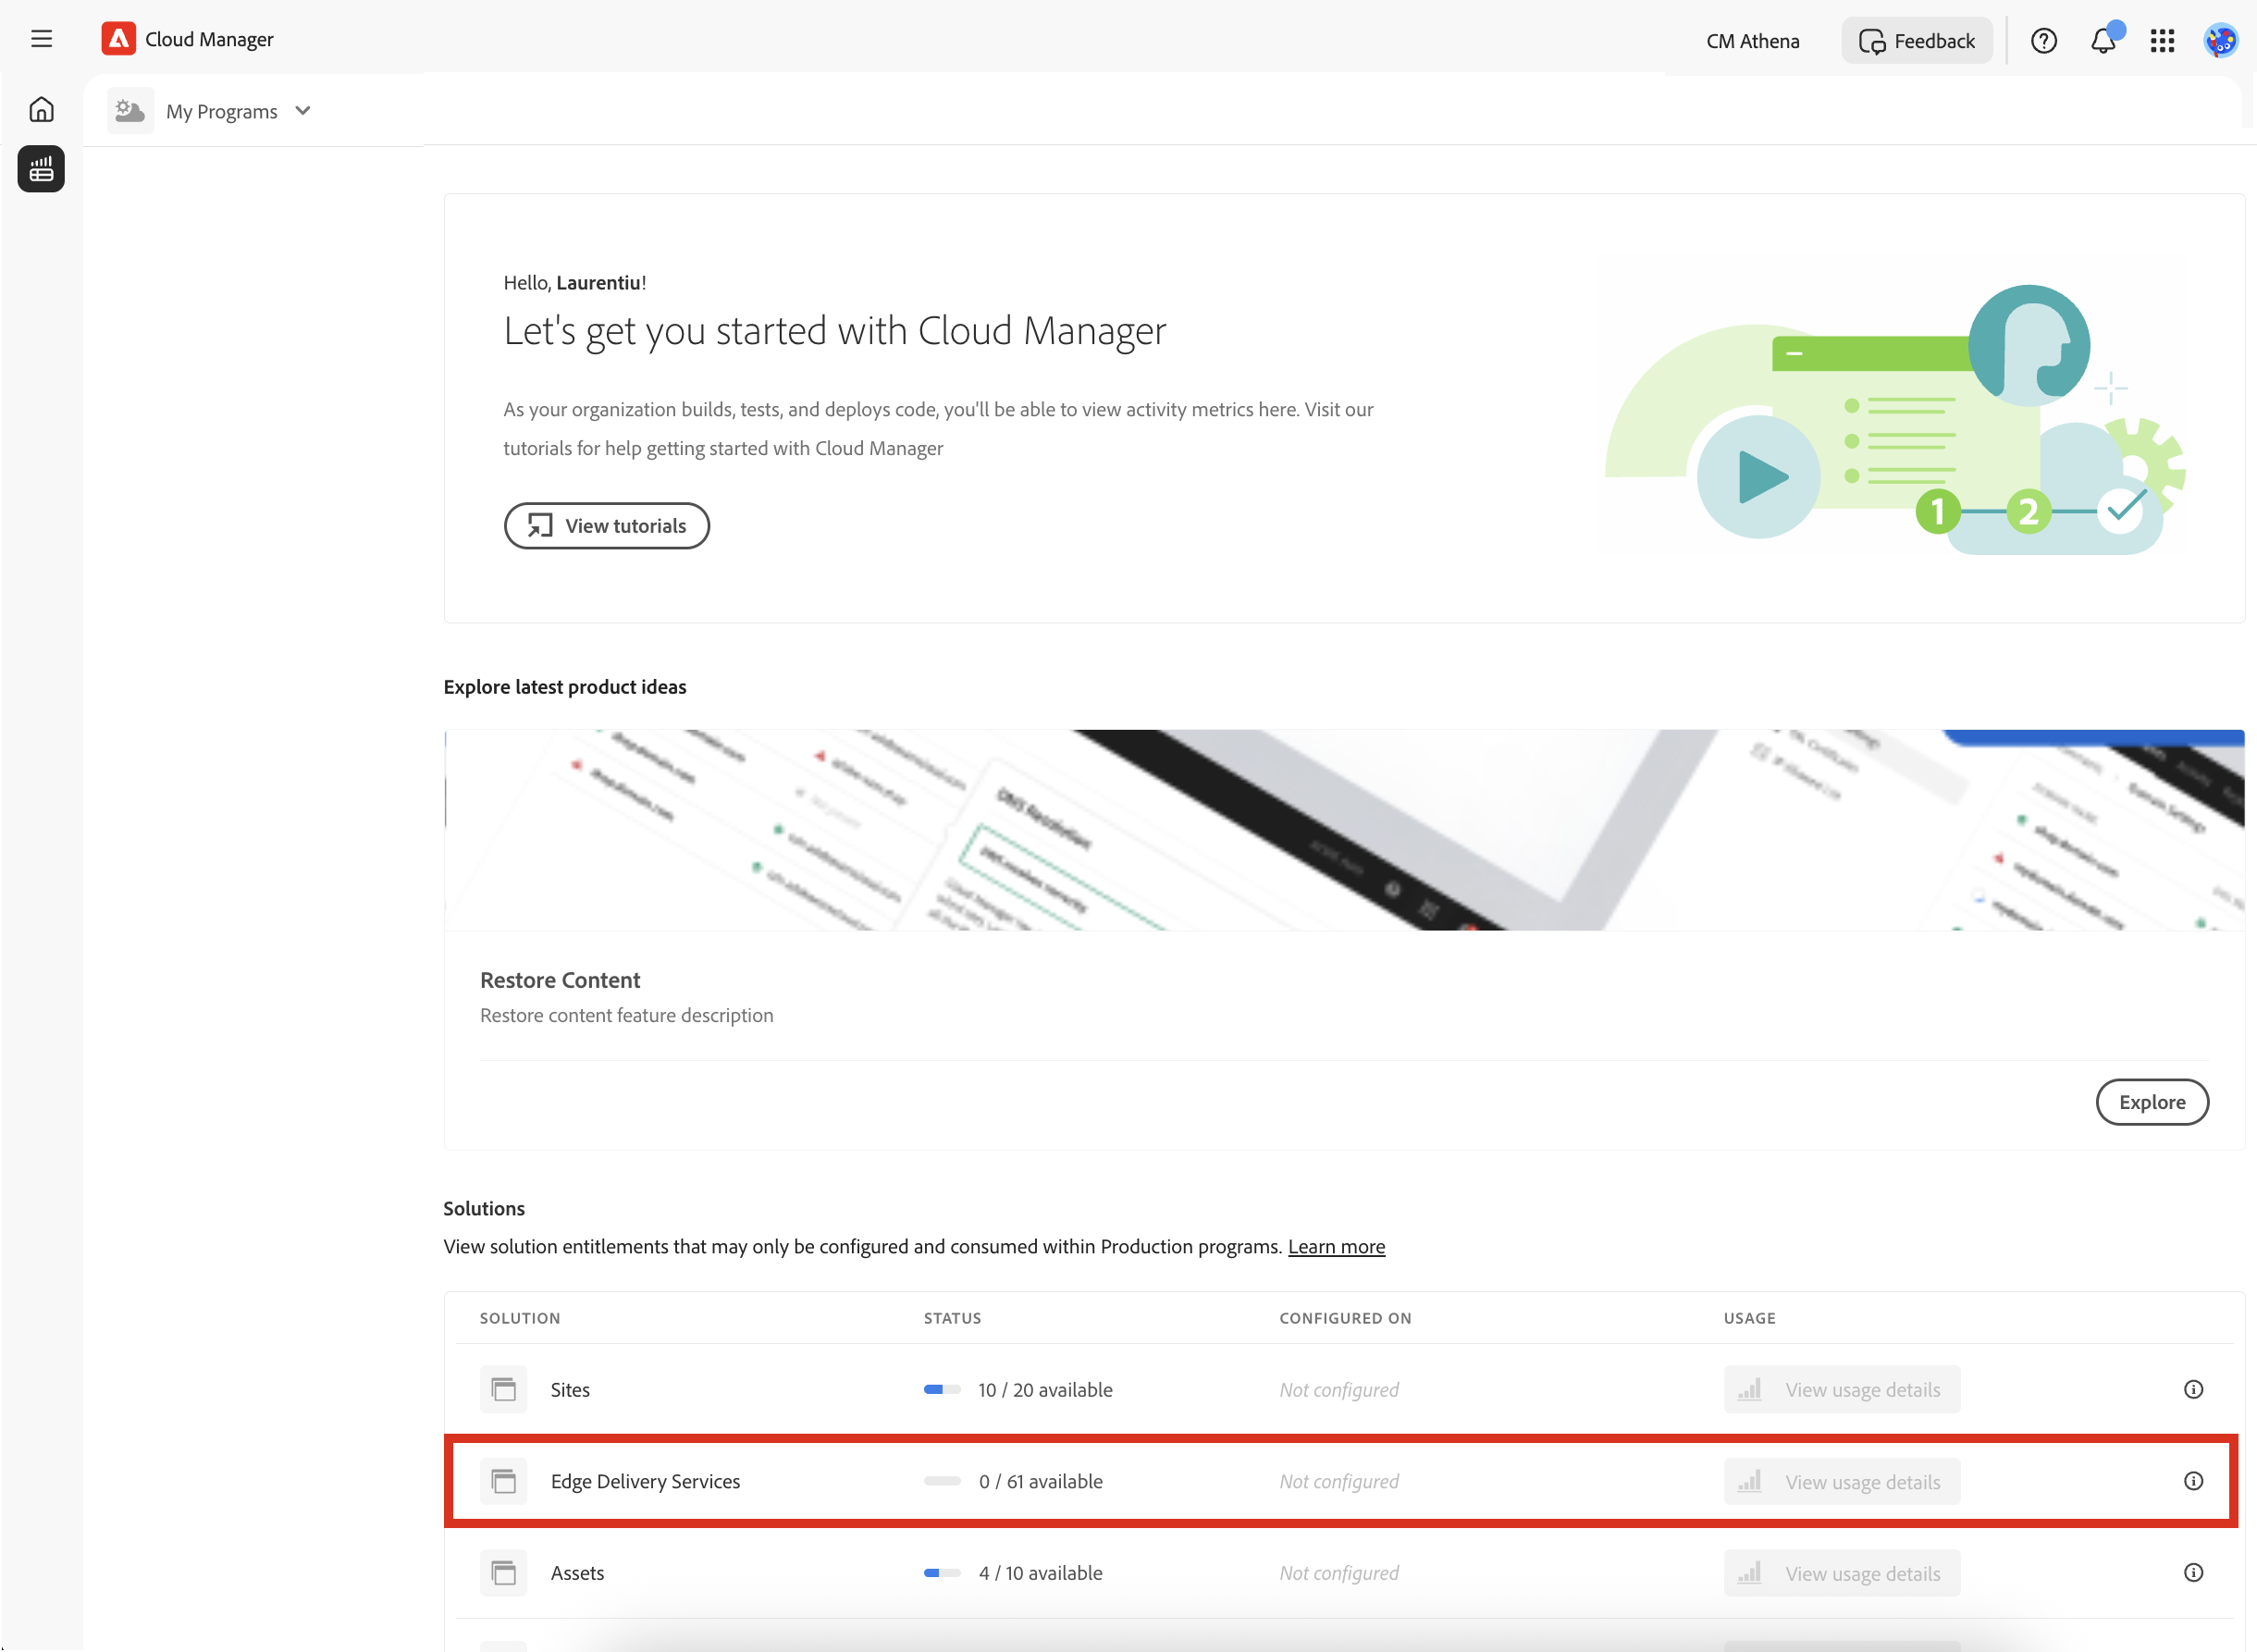 Cloud Manager
CM Athena
Feedback
My Programs
Hello, Laurentiu!
Let's get you started with Cloud Manager
As your organization builds, tests, and deploys code, you'll be able to view activity metrics here. Visit our
tutorials for help getting started with Cloud Manager
View tutorials
1 2
Explore latest product ideas
DNS Resolution
Restore Content
Restore content feature description
Explore
Solutions
View solution entitlements that may only be configured and consumed within Production programs. Learn more
SOLUTION STATUS CONFIGURED ON USAGE
Sites 10 / 20 available Not configured View usage details
Edge Delivery Services 0 / 61 available Not configured View usage details
Assets 4 / 10 available Not configured View usage details